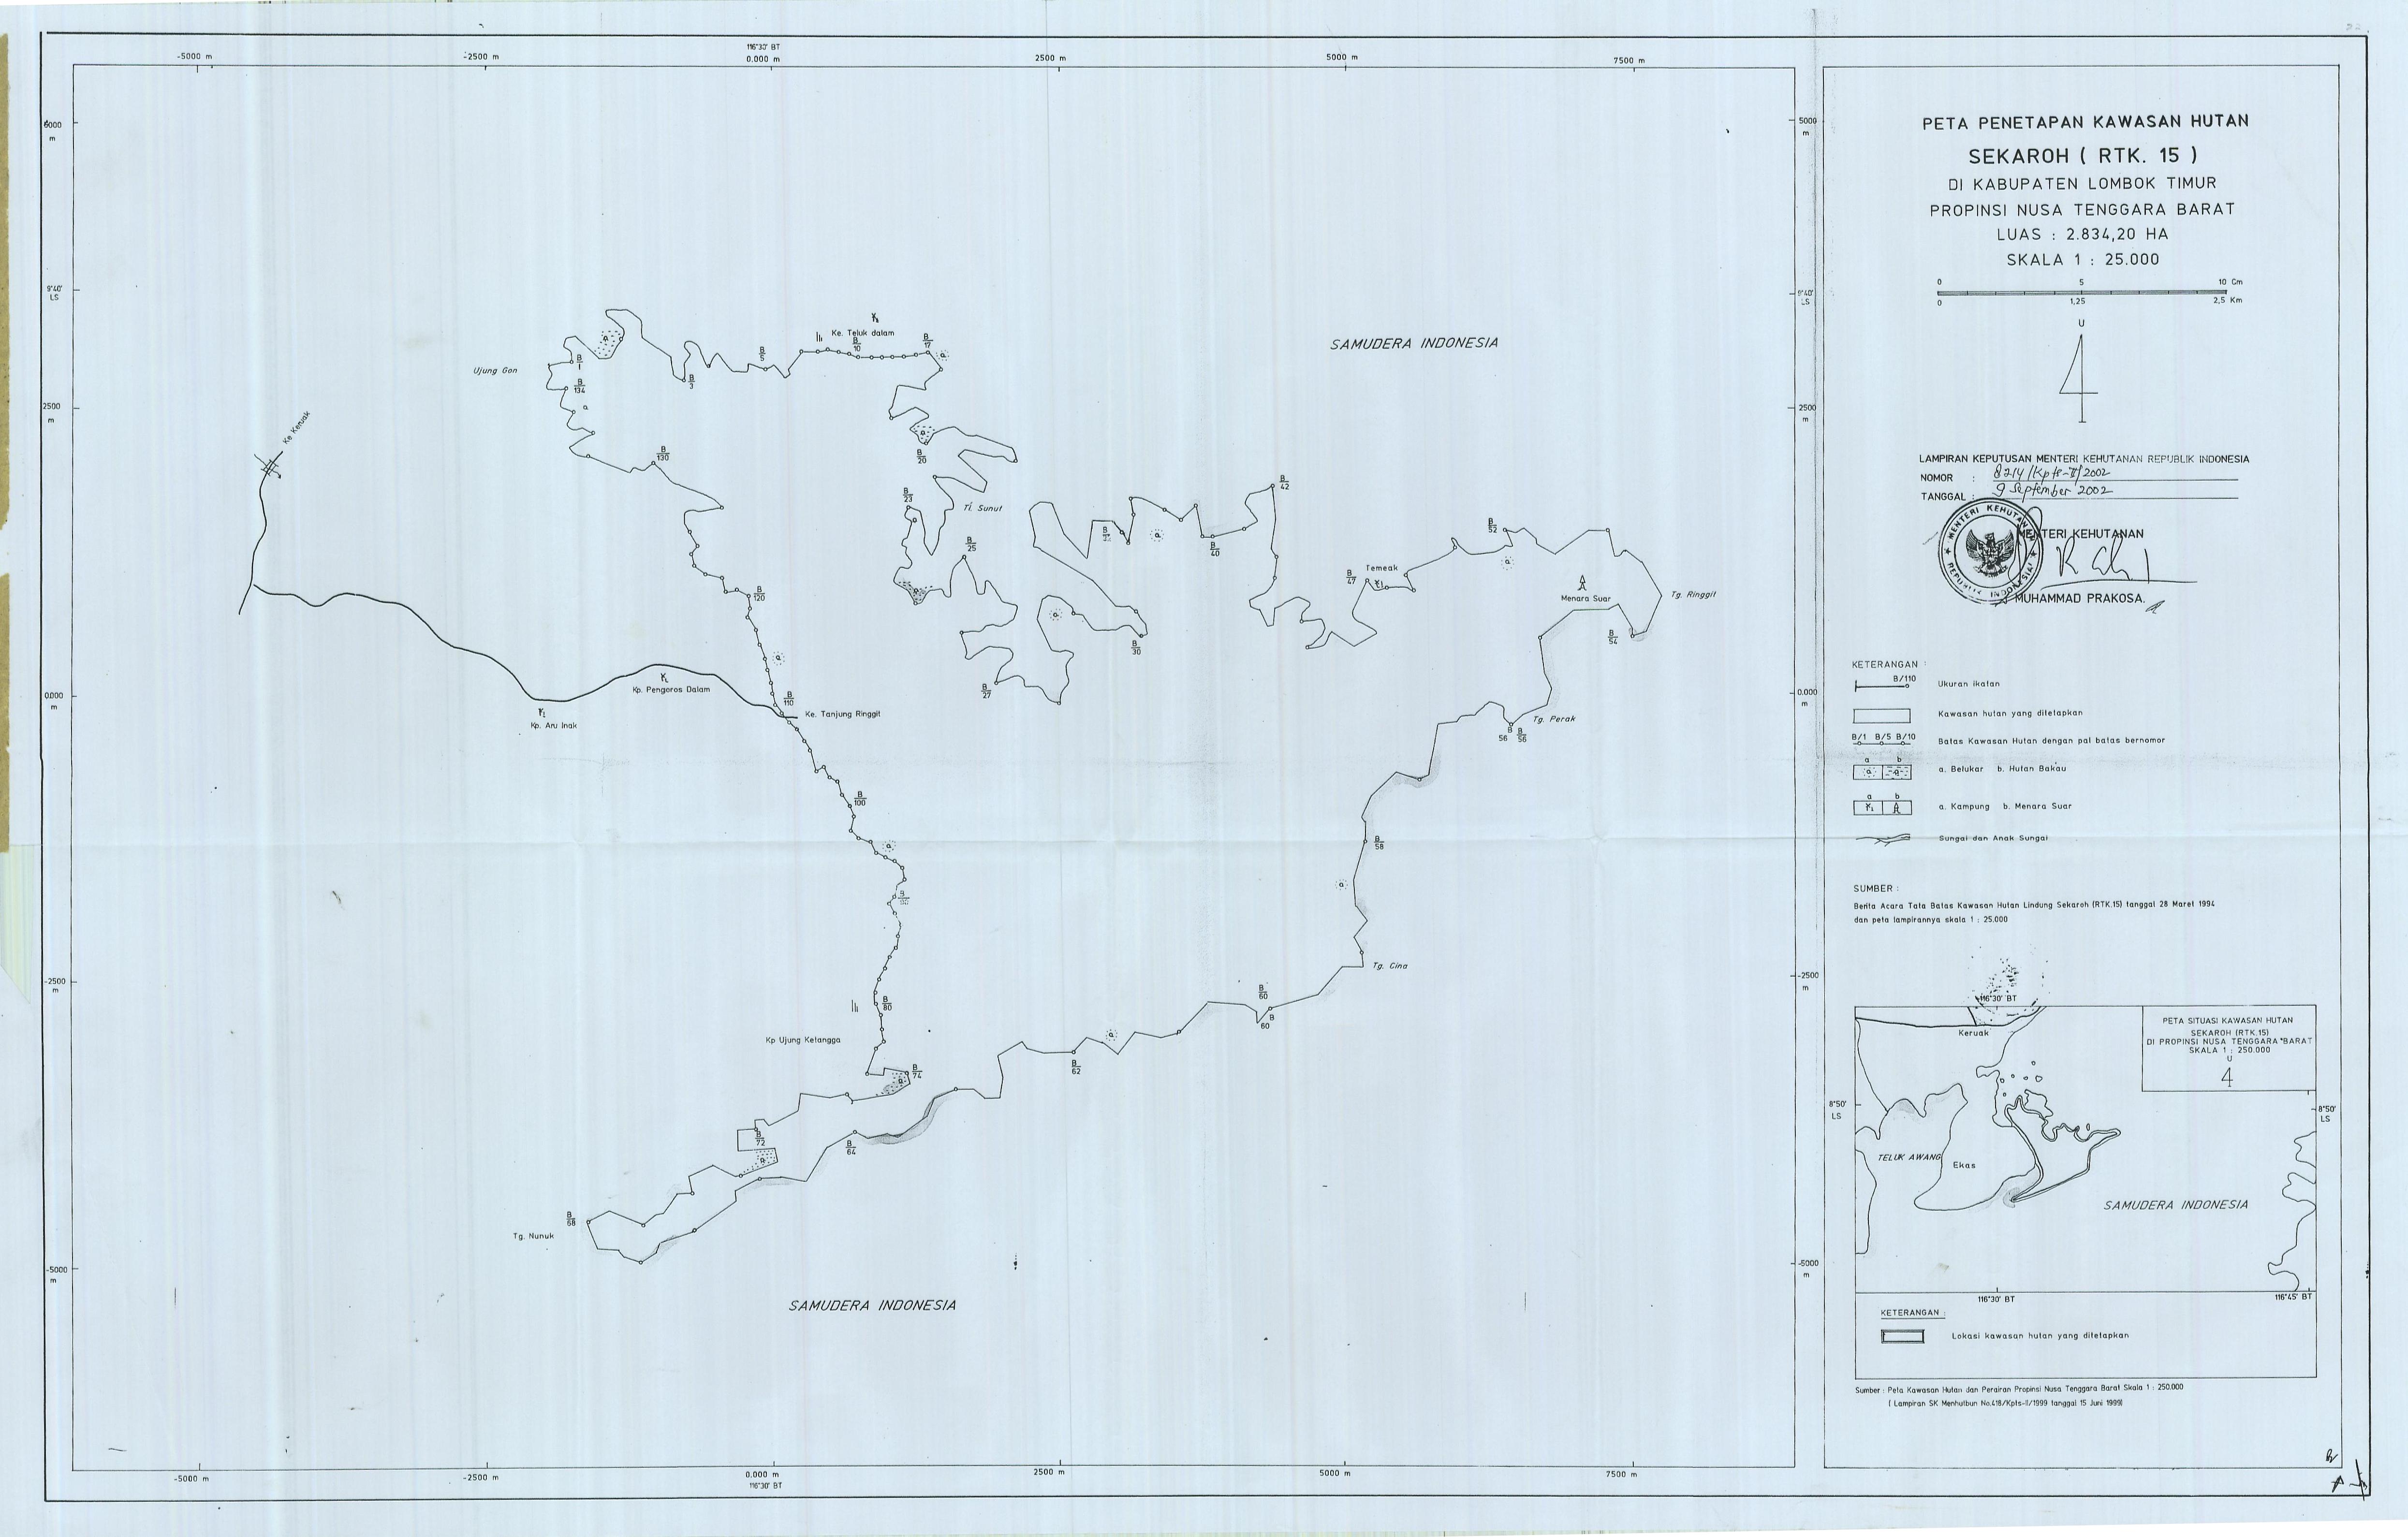 -5000 m
-2500 m
116°30' BT
0.000 m
2500 m
5000 m
7500 m
5000
m
9°40'
LS
2500
m
0.000
m
-2500
m
-5000
m
5000
m
9°40'
LS
2500
m
0.000
m
-2500
m
-5000
m
Ke. Teluk dalam
B/10
B/17
B/5
B/3
B/1
B/134
Ujung Gon
SAMUDERA INDONESIA
Ke Keruak
B/130
B/20
B/23
Tl. Sunut
B/25
B/42
B/40
B/52
Temeak
B/47
Menara Suar
Tg. Ringgit
B/54
B/120
B/30
B/27
B/110
Kp. Pengoros Dalam
Ke. Tanjung Ringgit
Kp. Aru Inak
Tg. Perak
B/56
B
56
B/100
B/58
B/90
Tg. Cina
B/80
B/60
B
60
Kp Ujung Ketangga
B/74
B/62
B/72
B/64
B/68
Tg. Nunuk
SAMUDERA INDONESIA
-5000 m
-2500 m
0.000 m
116°30' BT
2500 m
5000 m
7500 m
PETA PENETAPAN KAWASAN HUTAN
SEKAROH ( RTK. 15 )
DI KABUPATEN LOMBOK TIMUR
PROPINSI NUSA TENGGARA BARAT
LUAS : 2.834,20 HA
SKALA 1 : 25.000
0 5 10 Cm
0 1,25 2,5 Km
U
LAMPIRAN KEPUTUSAN MENTERI KEHUTANAN REPUBLIK INDONESIA
NOMOR : 8214/Kpts-II/2002
TANGGAL : 9 September 2002
MENTERI KEHUTANAN
REPUBLIK INDONESIA
MENTERI KEHUTANAN
MUHAMMAD PRAKOSA.
KETERANGAN :
B/110 Ukuran ikatan
Kawasan hutan yang ditetapkan
B/1 B/5 B/10 Batas Kawasan Hutan dengan pal batas bernomor
a b
a. Belukar b. Hutan Bakau
a b
a. Kampung b. Menara Suar
Sungai dan Anak Sungai
SUMBER :
Berita Acara Tata Batas Kawasan Hutan Lindung Sekaroh (RTK.15) tanggal 28 Maret 1994
dan peta lampirannya skala 1 : 25.000
116°30' BT
Keruak
PETA SITUASI KAWASAN HUTAN
SEKAROH (RTK.15)
DI PROPINSI NUSA TENGGARA BARAT
SKALA 1 : 250.000
U
8°50'
LS
8°50'
LS
TELUK AWANG
Ekas
SAMUDERA INDONESIA
116°30' BT
116°45' BT
KETERANGAN :
Lokasi kawasan hutan yang ditetapkan
Sumber : Peta Kawasan Hutan dan Perairan Propinsi Nusa Tenggara Barat Skala 1 : 250.000
( Lampiran SK Menhutbun No.418/Kpts-II/1999 tanggal 15 Juni 1999)